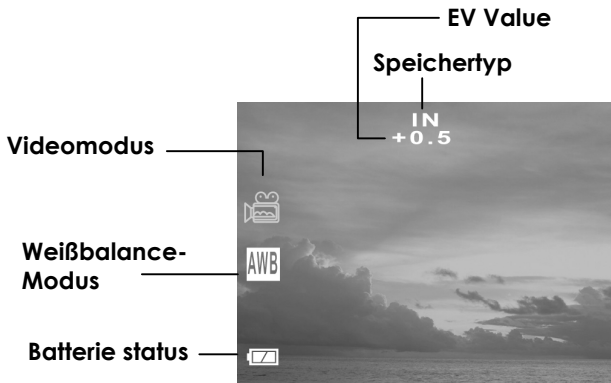 EV Value
Speichertyp
IN
+0.5
Videomodus
AWB
Weißbalance-
Modus
Batterie status